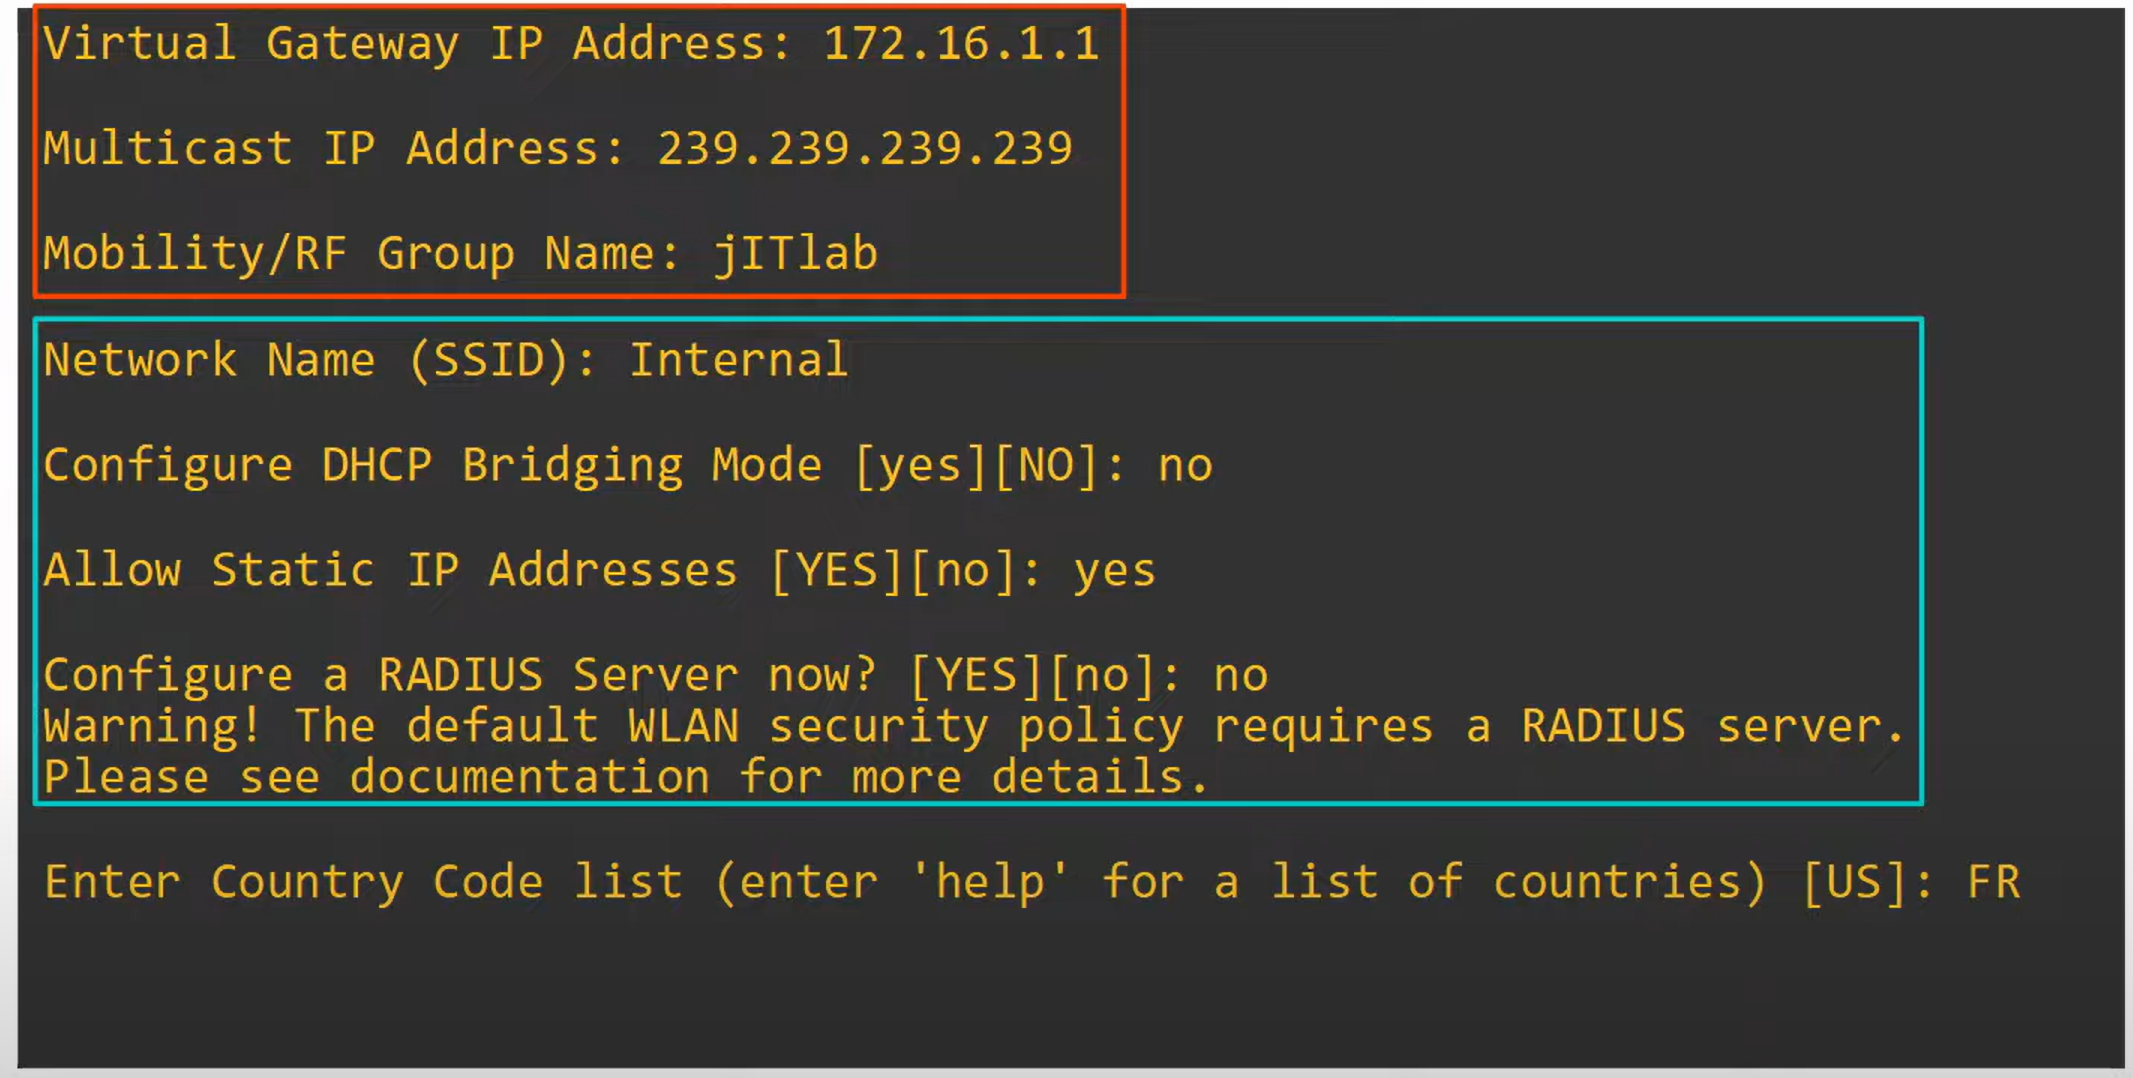 Virtual Gateway IP Address: 172.16.1.1
Multicast IP Address: 239.239.239.239
Mobility/RF Group Name: jITlab
Network Name (SSID): Internal
Configure DHCP Bridging Mode [yes][NO]: no
Allow Static IP Addresses [YES][no]: yes
Configure a RADIUS Server now? [YES][no]: no
Warning! The default WLAN security policy requires a RADIUS server.
Please see documentation for more details.
Enter Country Code list (enter 'help' for a list of countries) [US]: FR